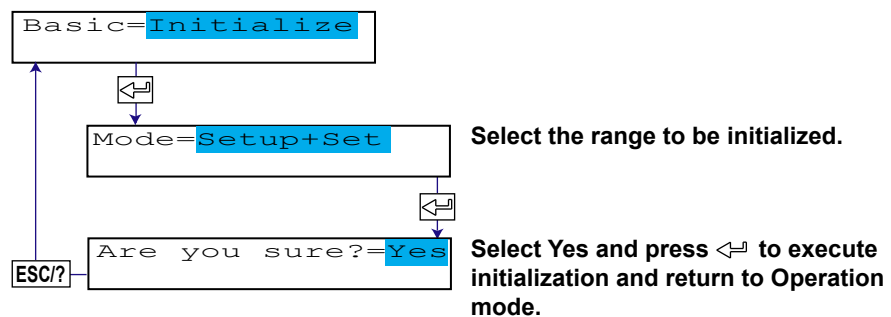 Basic=Initialize
Mode=Setup+Set
Select the range to be initialized.
Are you sure?=Yes
ESC/?
Select Yes and press to execute
initialization and return to Operation
mode.